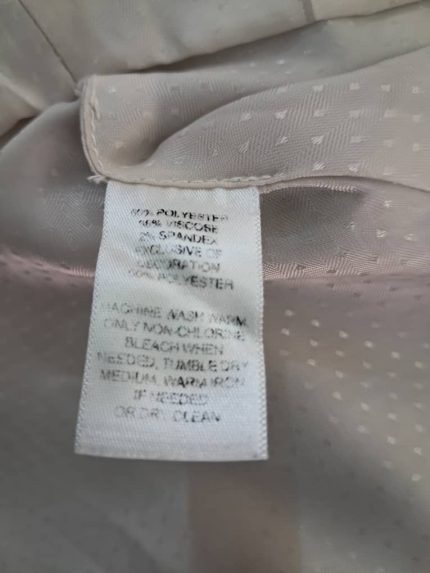 POLYESTER
VISCOSE
2% SPANDEX
EXCLUSIVE OF
DECORATION
POLYESTER
MACHINE WASH WARM
ONLY NON-CHLORINE
BLEACH WHEN
NEEDED, TUMBLE DRY
MEDIUM, WARM IRON
IF NEEDED
OR DRY CLEAN